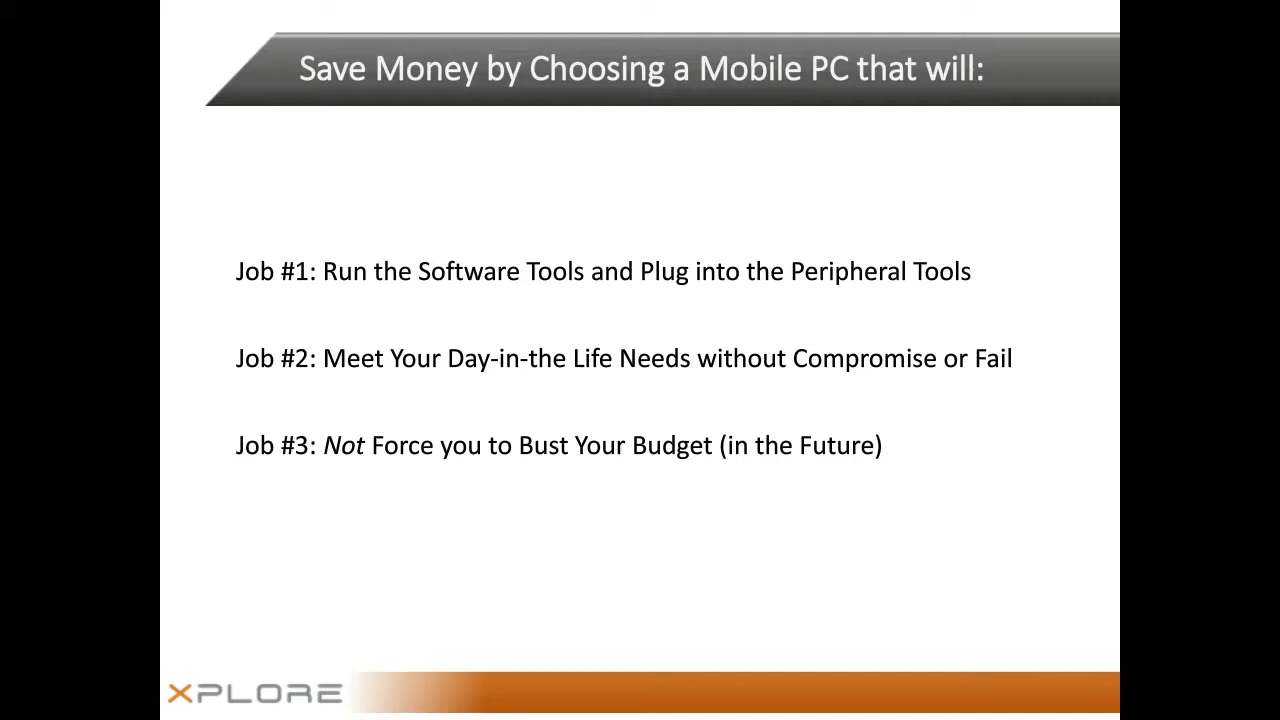 Save Money by Choosing a Mobile PC that will:
Job #1: Run the Software Tools and Plug into the Peripheral Tools
Job #2: Meet Your Day-in-the Life Needs without Compromise or Fail
Job #3: Not Force you to Bust Your Budget (in the Future)
XPLORE